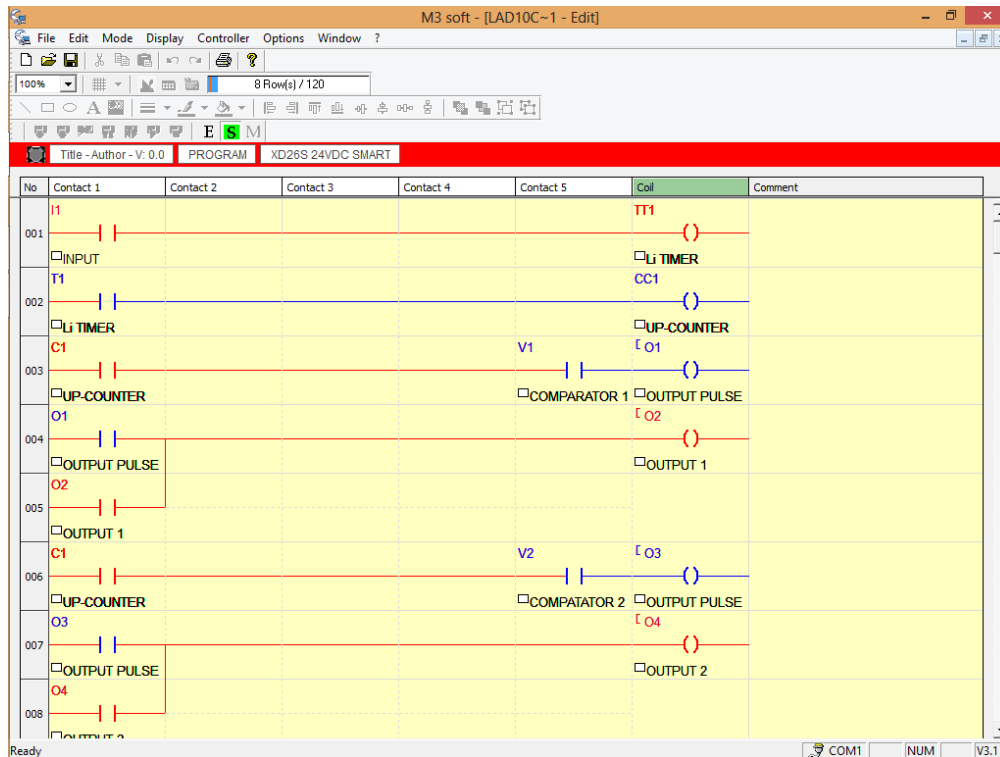 M3 soft - [LAD10C~1 - Edit]
File Edit Mode Display Controller Options Window ?
100% 8 Row(s) / 120
E S M
Title - Author - V: 0.0 PROGRAM XD26S 24VDC SMART
No Contact 1 Contact 2 Contact 3 Contact 4 Contact 5 Coil Comment
I1 TT1
001
INPUT Li TIMER
T1 CC1
002
Li TIMER UP-COUNTER
C1 V1 [ O1
003
UP-COUNTER COMPARATOR 1 OUTPUT PULSE
O1 [ O2
004
OUTPUT PULSE OUTPUT 1
O2
005
OUTPUT 1
C1 V2 [ O3
006
UP-COUNTER COMPATATOR 2 OUTPUT PULSE
O3 [ O4
007
OUTPUT PULSE OUTPUT 2
O4
008
OUTPUT 2
Ready COM1 NUM V3.1